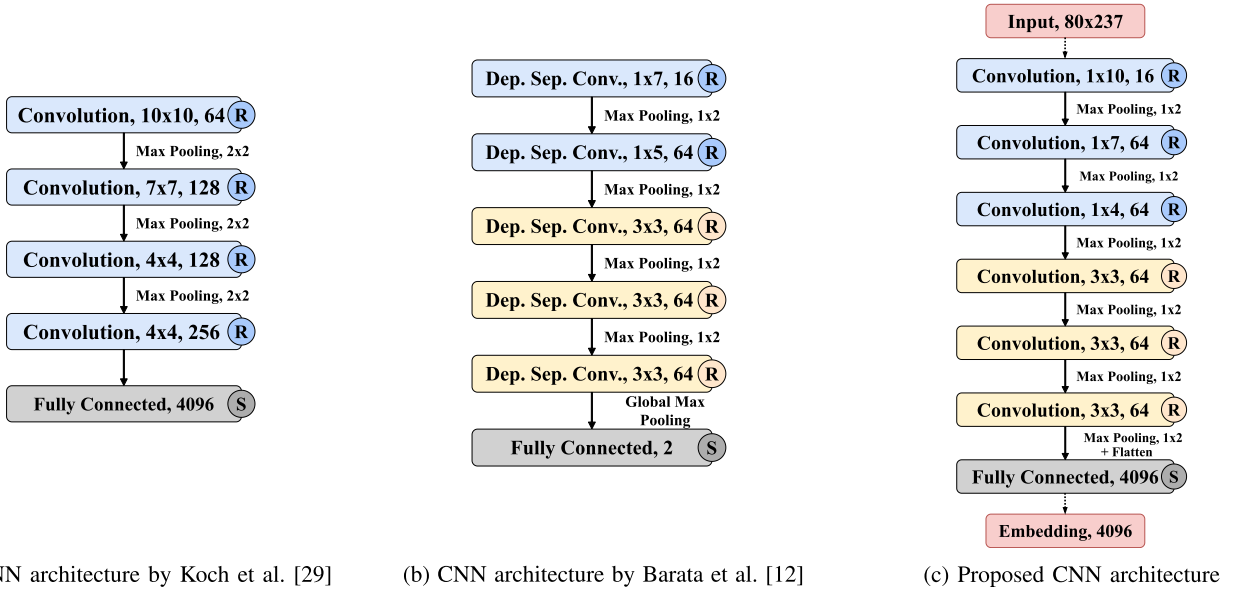 Convolution, 10x10, 64 R
Max Pooling, 2x2
Convolution, 7x7, 128 R
Max Pooling, 2x2
Convolution, 4x4, 128 R
Max Pooling, 2x2
Convolution, 4x4, 256 R
Fully Connected, 4096 S
NN architecture by Koch et al. [29]
Dep. Sep. Conv., 1x7, 16 R
Max Pooling, 1x2
Dep. Sep. Conv., 1x5, 64 R
Max Pooling, 1x2
Dep. Sep. Conv., 3x3, 64 R
Max Pooling, 1x2
Dep. Sep. Conv., 3x3, 64 R
Max Pooling, 1x2
Dep. Sep. Conv., 3x3, 64 R
Global Max
Pooling
Fully Connected, 2 S
(b) CNN architecture by Barata et al. [12]
Input, 80x237
Convolution, 1x10, 16 R
Max Pooling, 1x2
Convolution, 1x7, 64 R
Max Pooling, 1x2
Convolution, 1x4, 64 R
Max Pooling, 1x2
Convolution, 3x3, 64 R
Max Pooling, 1x2
Convolution, 3x3, 64 R
Max Pooling, 1x2
Convolution, 3x3, 64 R
Max Pooling, 1x2
+ Flatten
Fully Connected, 4096 S
Embedding, 4096
(c) Proposed CNN architecture